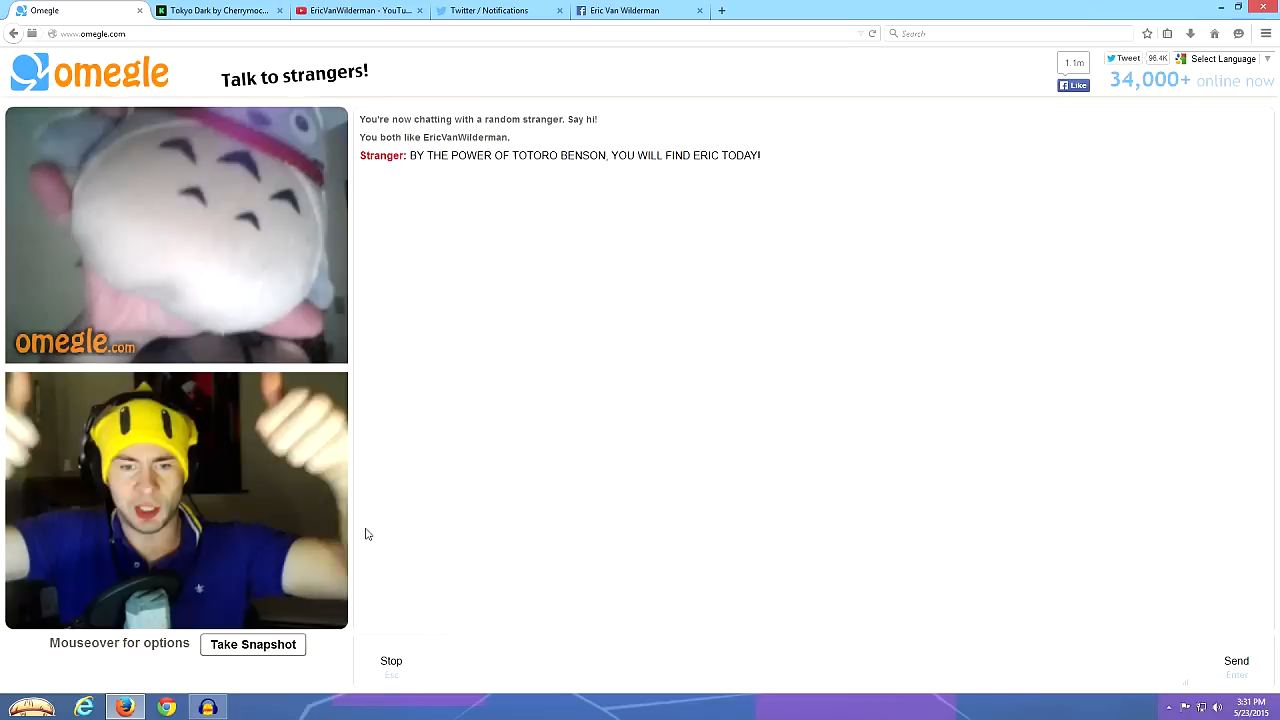 Omegle
Tokyo Dark by Cherrymoc...
EricVanWilderman - YouTu...
Twitter / Notifications
Eric Van Wilderman
www.omegle.com
Search
omegle
Talk to strangers!
1.1m
Like
Tweet
96.4K
Select Language
34,000+ online now
You're now chatting with a random stranger. Say hi!
You both like EricVanWilderman.
Stranger: BY THE POWER OF TOTORO BENSON, YOU WILL FIND ERIC TODAY!
omegle.com
Mouseover for options
Take Snapshot
Stop
Esc
Send
Enter
3:31 PM
5/23/2015